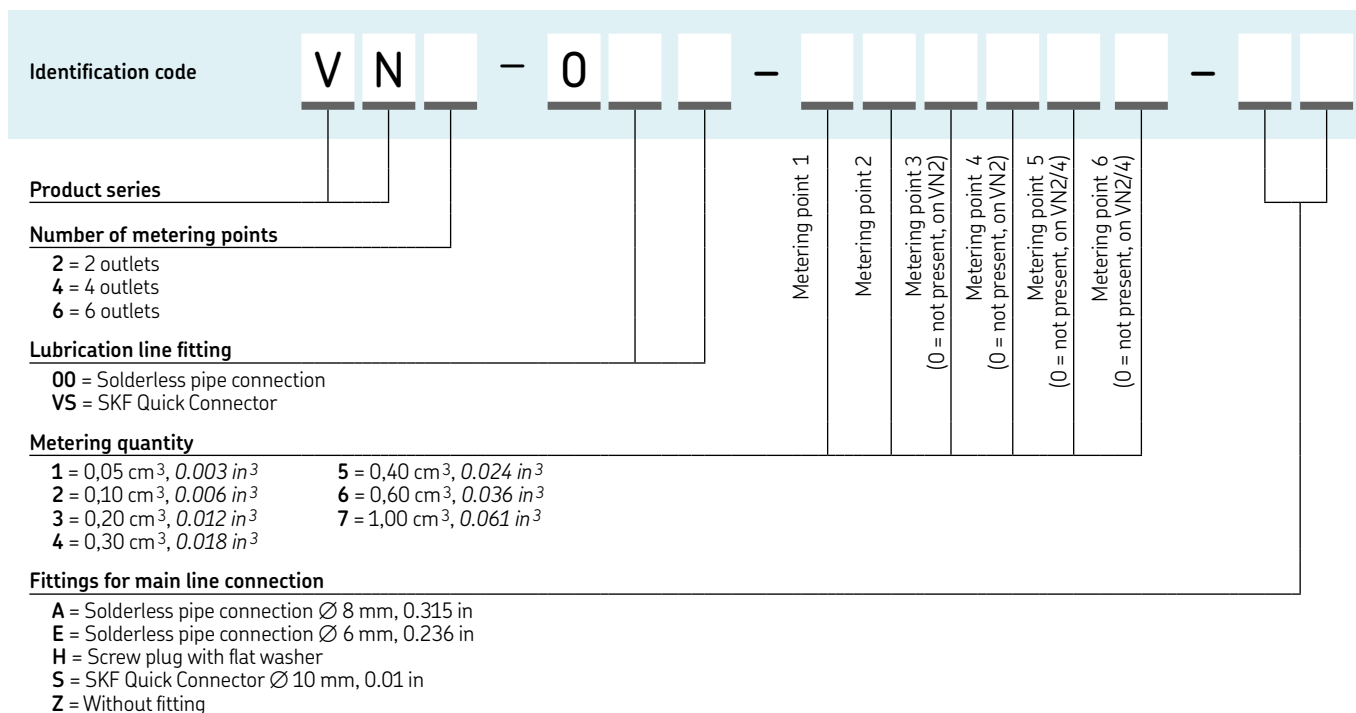 Identification code V N – 0 – –
Metering point 1
Metering point 2
Metering point 3
(0 = not present, on VN2)
Metering point 4
(0 = not present, on VN2)
Metering point 5
(0 = not present, on VN2/4)
Metering point 6
(0 = not present, on VN2/4)
Product series
Number of metering points
2 = 2 outlets
4 = 4 outlets
6 = 6 outlets
Lubrication line fitting
00 = Solderless pipe connection
VS = SKF Quick Connector
Metering quantity
1 = 0,05 cm³, 0.003 in³
2 = 0,10 cm³, 0.006 in³
3 = 0,20 cm³, 0.012 in³
4 = 0,30 cm³, 0.018 in³
5 = 0,40 cm³, 0.024 in³
6 = 0,60 cm³, 0.036 in³
7 = 1,00 cm³, 0.061 in³
Fittings for main line connection
A = Solderless pipe connection ∅ 8 mm, 0.315 in
E = Solderless pipe connection ∅ 6 mm, 0.236 in
H = Screw plug with flat washer
S = SKF Quick Connector ∅ 10 mm, 0.01 in
Z = Without fitting